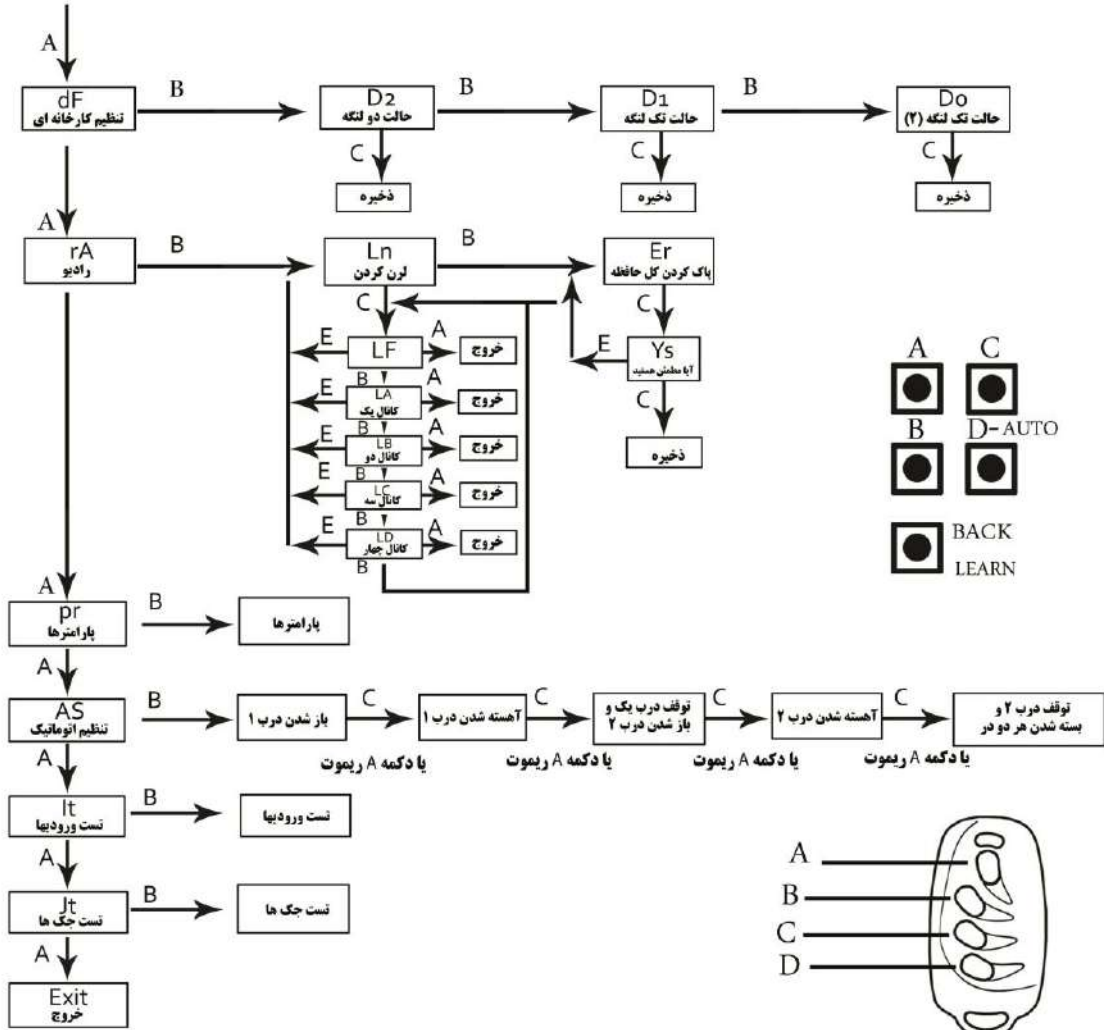 A
dF
تنظیم کارخانه ای
B
D2
حالت دو لنگه
B
D1
حالت تک لنگه
B
Do
حالت تک لنگه (۲)
C
ذخیره
C
ذخیره
C
ذخیره
A
rA
رادیو
B
Ln
لرن کردن
B
Er
پاک کردن کل حافظه
C
C
E
LF
A
خروج
E
Ys
آیا مطمئن هستید
B
E
LA
کانال یک
A
خروج
C
B
E
LB
کانال دو
A
خروج
ذخیره
B
E
LC
کانال سه
A
خروج
B
E
LD
کانال چهار
A
خروج
B
A
C
B
D-AUTO
BACK
LEARN
A
pr
پارامترها
B
پارامترها
A
AS
تنظیم اتوماتیک
B
باز شدن درب ۱
C
آهسته شدن درب ۱
C
توقف درب یک و
باز شدن درب ۲
C
آهسته شدن درب ۲
C
توقف درب ۲ و
بسته شدن هر دو در
یا دکمه A ریموت
یا دکمه A ریموت
یا دکمه A ریموت
یا دکمه A ریموت
A
It
تست ورودیها
B
تست ورودیها
A
Jt
تست جک ها
B
تست جک ها
A
Exit
خروج
A
B
C
D